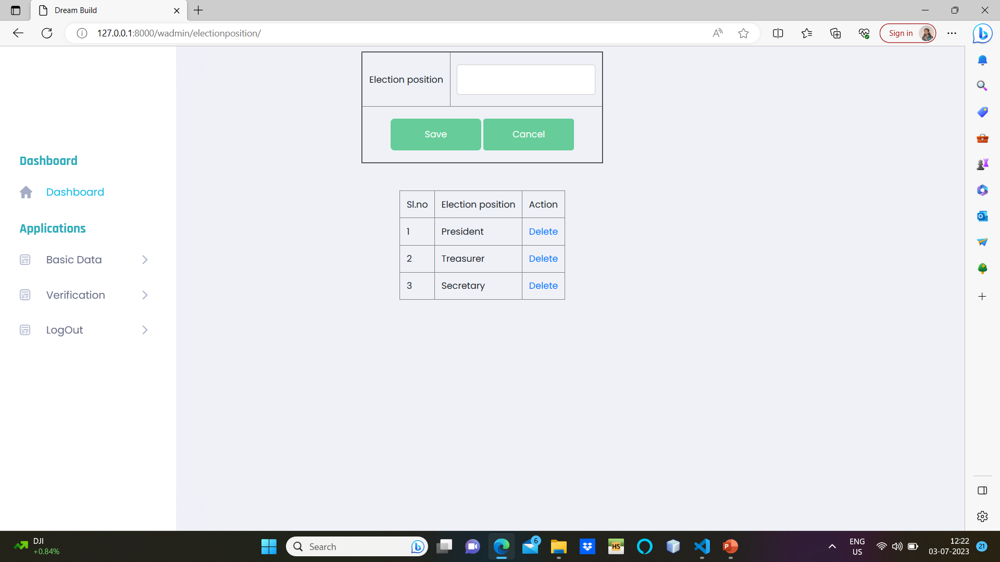 Dream Build
127.0.0.1:8000/wadmin/electionposition/
A
Sign in
Election position
Save Cancel
Dashboard
Dashboard
Applications
Basic Data
Verification
LogOut
Sl.no Election position Action
1 President Delete
2 Treasurer Delete
3 Secretary Delete
DJI
+0.84%
Search
6
HS
P
ENG
US
12:22
03-07-2023
21